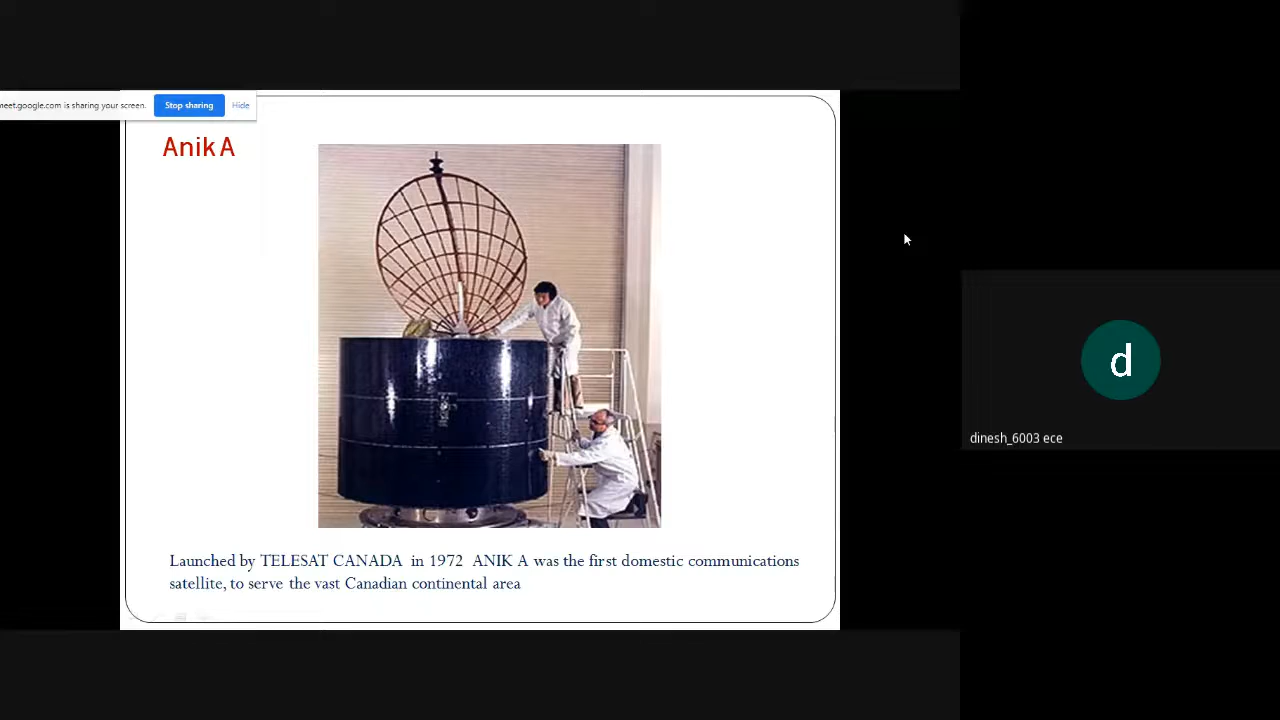 meet.google.com is sharing your screen. Stop sharing Hide
Anik A
Launched by TELESAT CANADA in 1972 ANIK A was the first domestic communications
satellite, to serve the vast Canadian continental area
d
dinesh_6003 ece